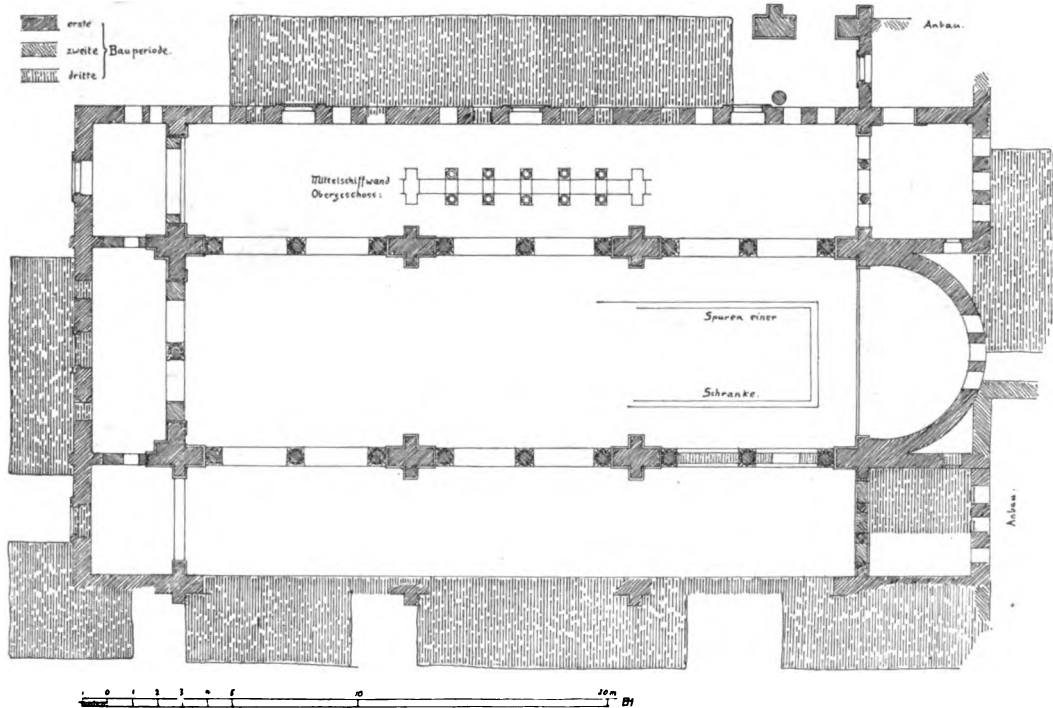 erste
zweite Bauperiode.
dritte
Anbau.
Mittelschiffwand
Obergeschoss:
Spuren einer
Schranke.
Anbau.
1 0 1 2 3 4 5 10 20 m